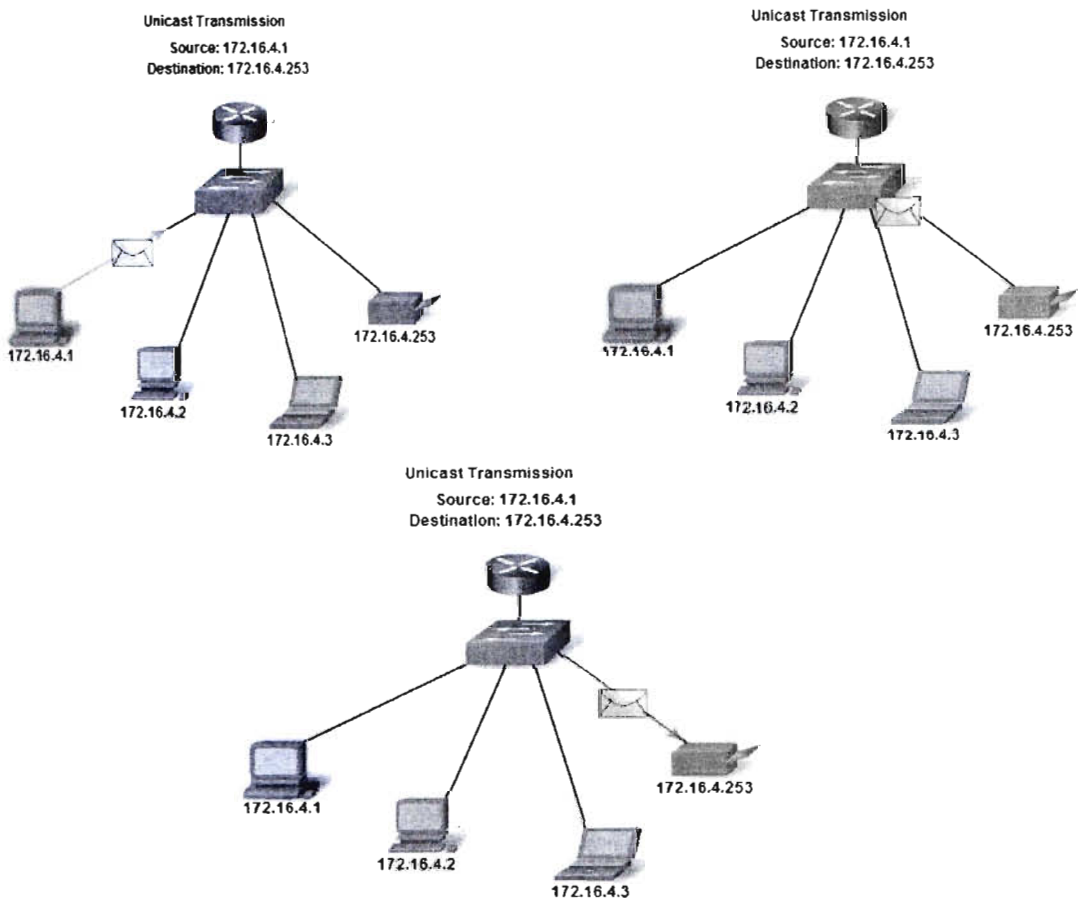 Unicast Transmission
Source: 172.16.4.1
Destination: 172.16.4.253
172.16.4.1
172.16.4.2
172.16.4.3
172.16.4.253
Unicast Transmission
Source: 172.16.4.1
Destination: 172.16.4.253
172.16.4.1
172.16.4.2
172.16.4.3
172.16.4.253
Unicast Transmission
Source: 172.16.4.1
Destination: 172.16.4.253
172.16.4.1
172.16.4.2
172.16.4.3
172.16.4.253